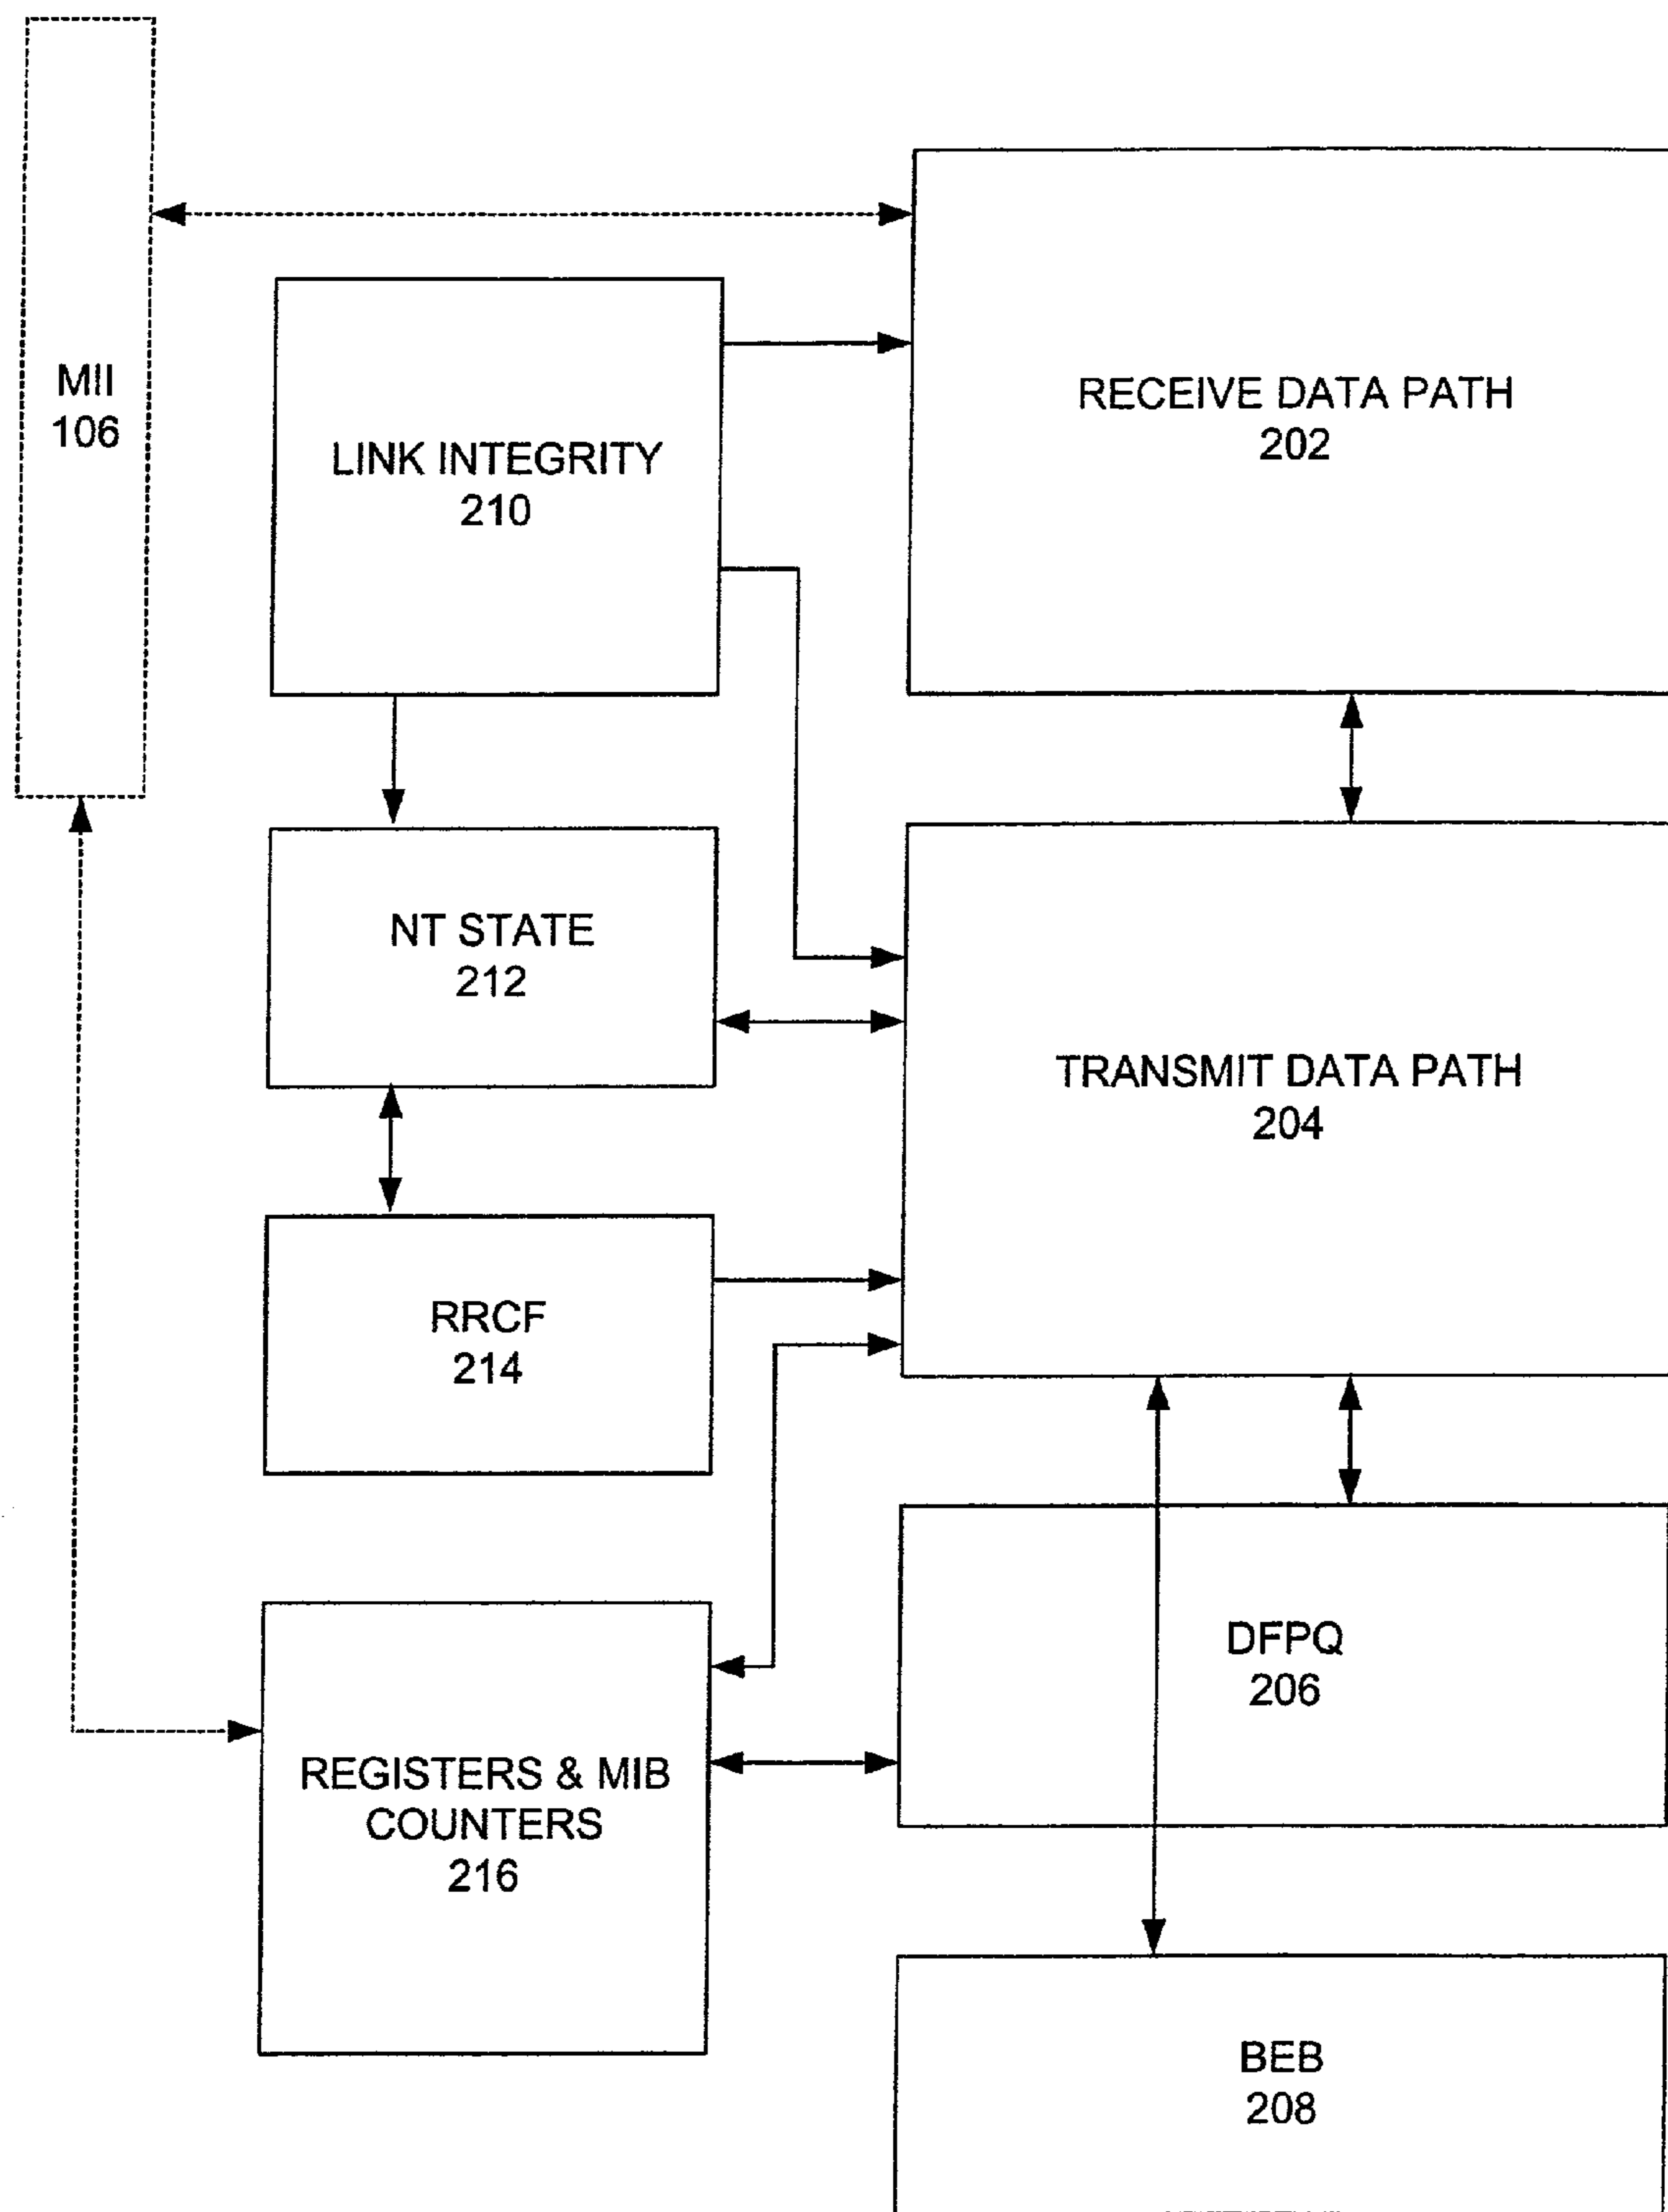 MII
106
RECEIVE DATA PATH
202
LINK INTEGRITY
210
NT STATE
212
TRANSMIT DATA PATH
204
RRCF
214
DFPQ
206
REGISTERS & MIB
COUNTERS
216
BEB
208